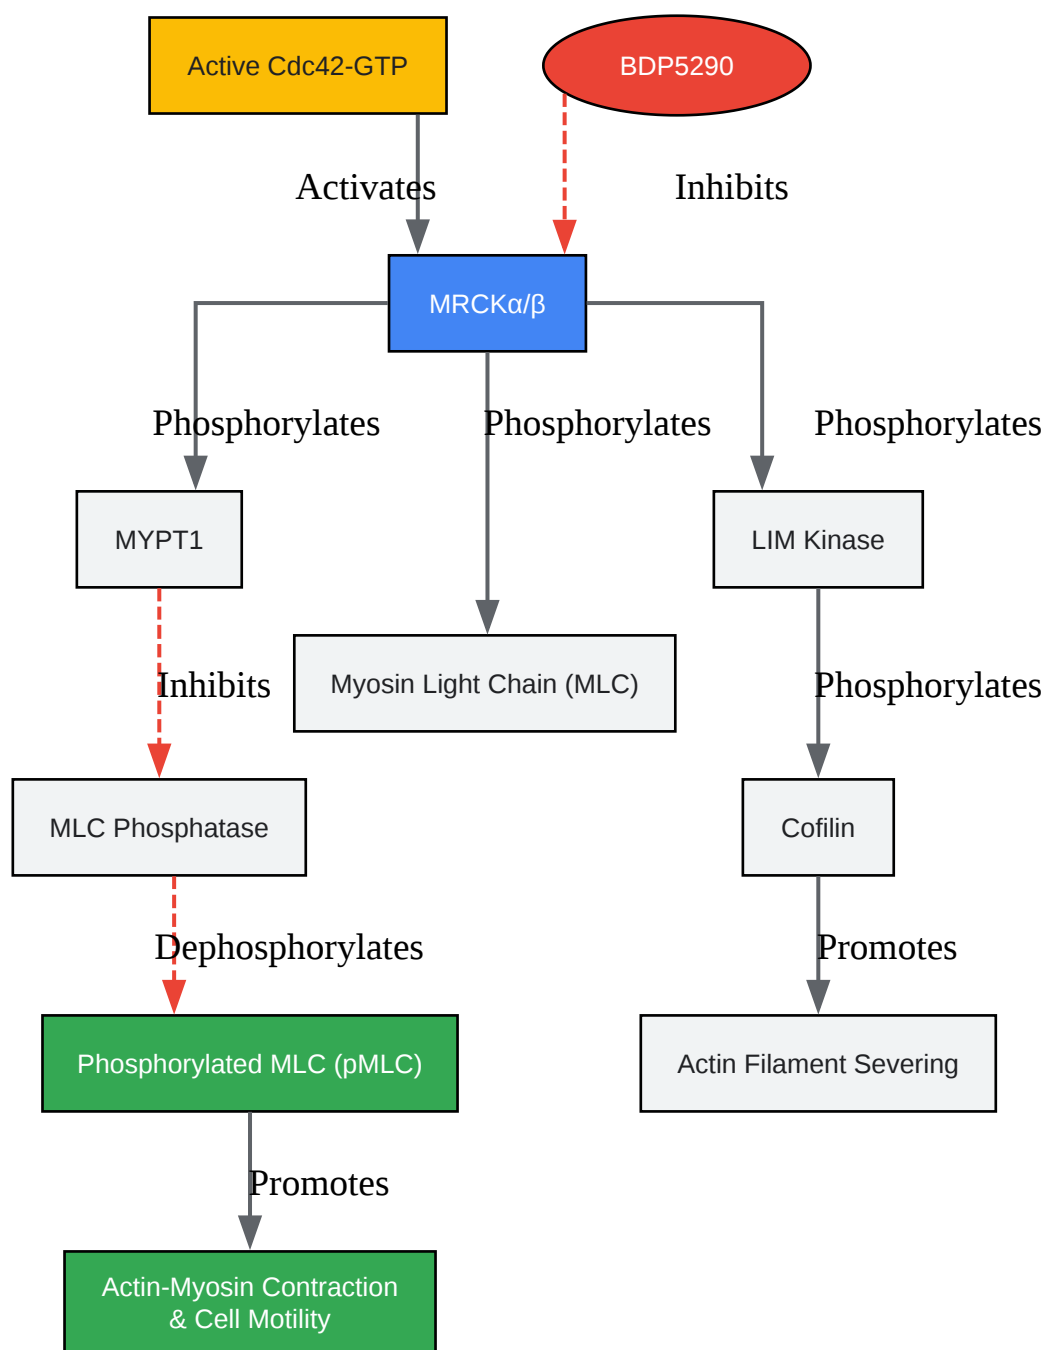 Active Cdc42-GTP
BDP5290
Activates
Inhibits
MRCKα/β
Phosphorylates
Phosphorylates
Phosphorylates
MYPT1
LIM Kinase
Inhibits
Myosin Light Chain (MLC)
Phosphorylates
MLC Phosphatase
Cofilin
Dephosphorylates
Promotes
Phosphorylated MLC (pMLC)
Actin Filament Severing
Promotes
Actin-Myosin Contraction
& Cell Motility